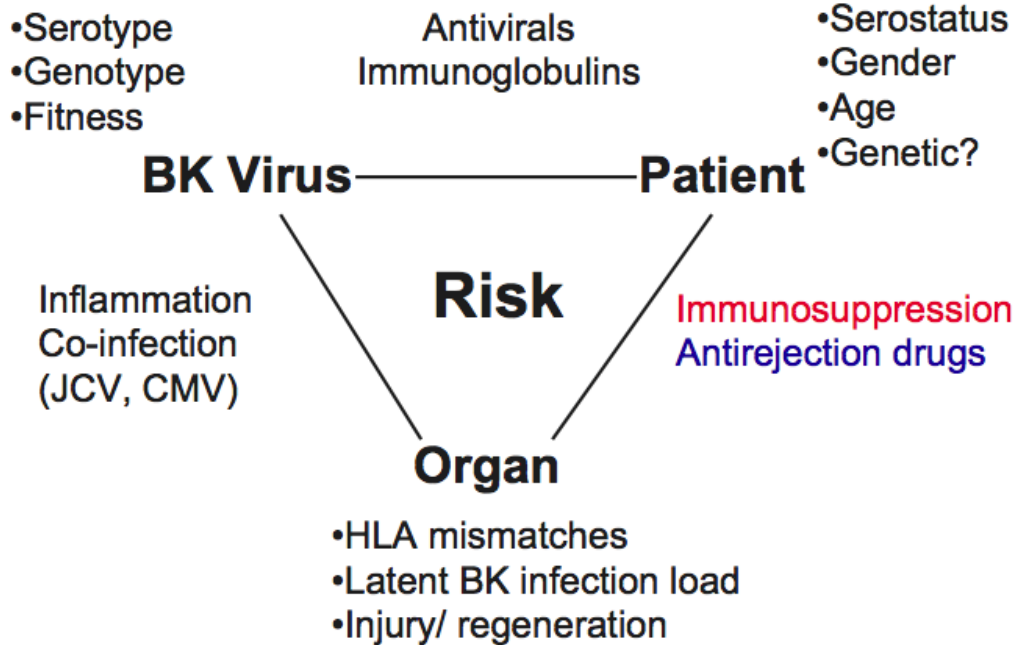 •Serotype
•Genotype
•Fitness
Antivirals
Immunoglobulins
•Serostatus
•Gender
•Age
•Genetic?
BK Virus
Patient
Risk
Inflammation
Co-infection
(JCV, CMV)
Immunosuppression
Antirejection drugs
Organ
•HLA mismatches
•Latent BK infection load
•Injury/ regeneration